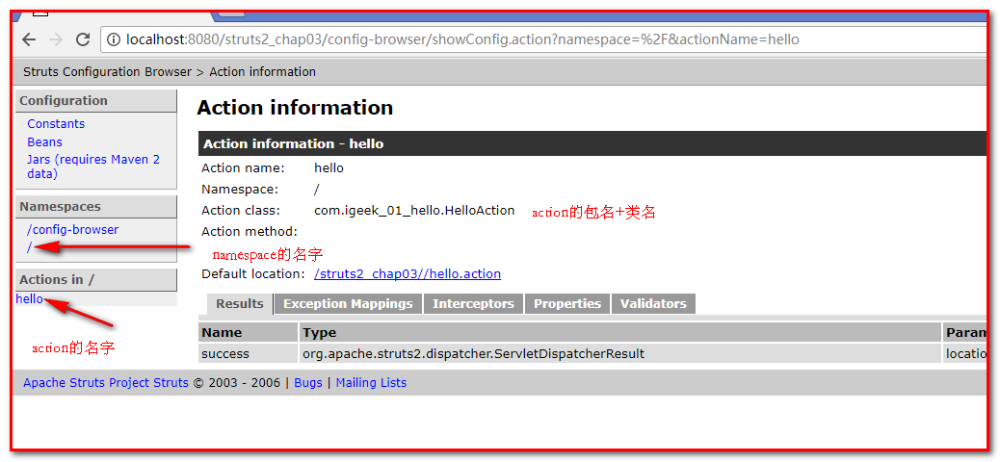 localhost:8080/struts2_chap03/config-browser/showConfig.action?namespace=%2F&actionName=hello
Struts Configuration Browser > Action information
Configuration
Constants
Beans
Jars (requires Maven 2
data)
Namespaces
/config-browser
/
Actions in /
hello
action的名字
Action information
Action information - hello
Action name: hello
Namespace: /
Action class: com.igeek_01_hello.HelloAction action的包名+类名
Action method:
namespace的名字
Default location: /struts2_chap03//hello.action
Results Exception Mappings Interceptors Properties Validators
Name Type Param
success org.apache.struts2.dispatcher.ServletDispatcherResult locatio
Apache Struts Project Struts © 2003 - 2006 | Bugs | Mailing Lists